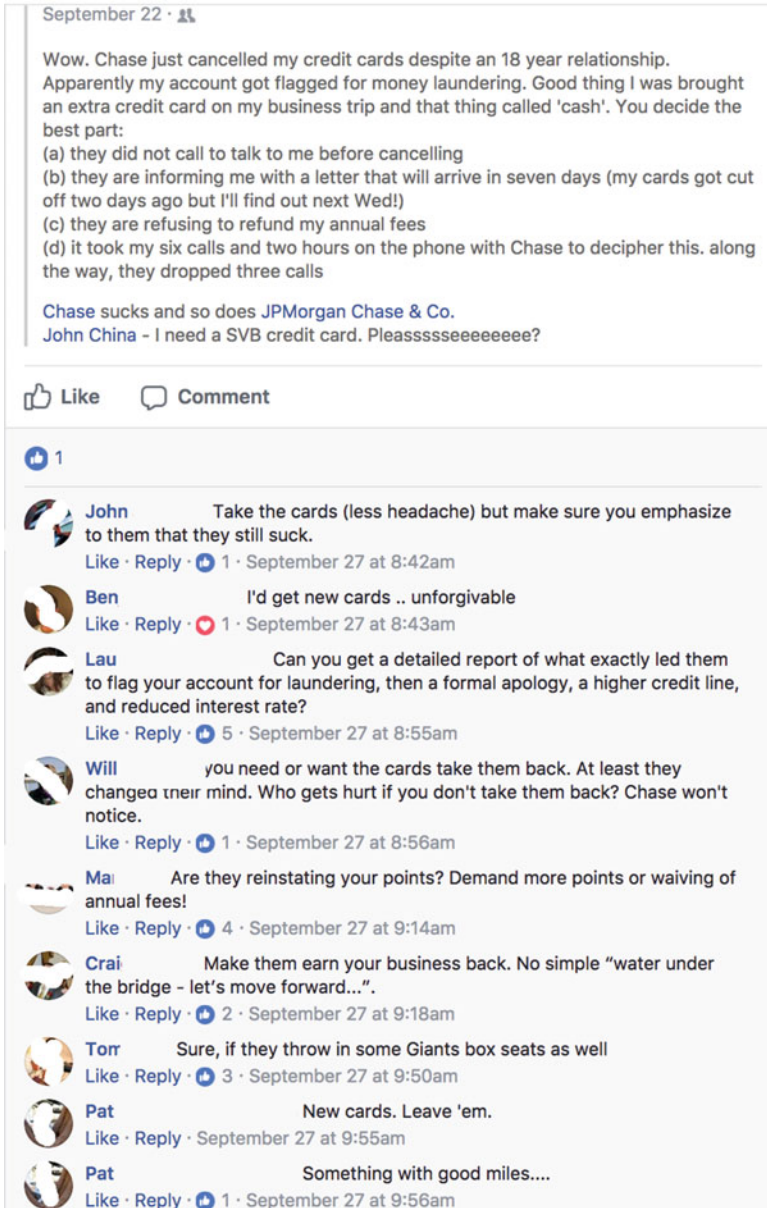 September 22 ·
Wow. Chase just cancelled my credit cards despite an 18 year relationship.
Apparently my account got flagged for money laundering. Good thing I was brought
an extra credit card on my business trip and that thing called 'cash'. You decide the
best part:
(a) they did not call to talk to me before cancelling
(b) they are informing me with a letter that will arrive in seven days (my cards got cut
off two days ago but I'll find out next Wed!)
(c) they are refusing to refund my annual fees
(d) it took my six calls and two hours on the phone with Chase to decipher this. along
the way, they dropped three calls
Chase sucks and so does JPMorgan Chase & Co.
John China - I need a SVB credit card. Pleassssseeeeeeee?
Like Comment
1
John Take the cards (less headache) but make sure you emphasize
to them that they still suck.
Like · Reply · 1 · September 27 at 8:42am
Ben I'd get new cards .. unforgivable
Like · Reply · 1 · September 27 at 8:43am
Lau Can you get a detailed report of what exactly led them
to flag your account for laundering, then a formal apology, a higher credit line,
and reduced interest rate?
Like · Reply · 5 · September 27 at 8:55am
Will you need or want the cards take them back. At least they
changed their mind. Who gets hurt if you don't take them back? Chase won't
notice.
Like · Reply · 1 · September 27 at 8:56am
Ma Are they reinstating your points? Demand more points or waiving of
annual fees!
Like · Reply · 4 · September 27 at 9:14am
Crai Make them earn your business back. No simple “water under
the bridge - let's move forward...”.
Like · Reply · 2 · September 27 at 9:18am
Tom Sure, if they throw in some Giants box seats as well
Like · Reply · 3 · September 27 at 9:50am
Pat New cards. Leave 'em.
Like · Reply · September 27 at 9:55am
Pat Something with good miles....
Like · Reply · 1 · September 27 at 9:56am